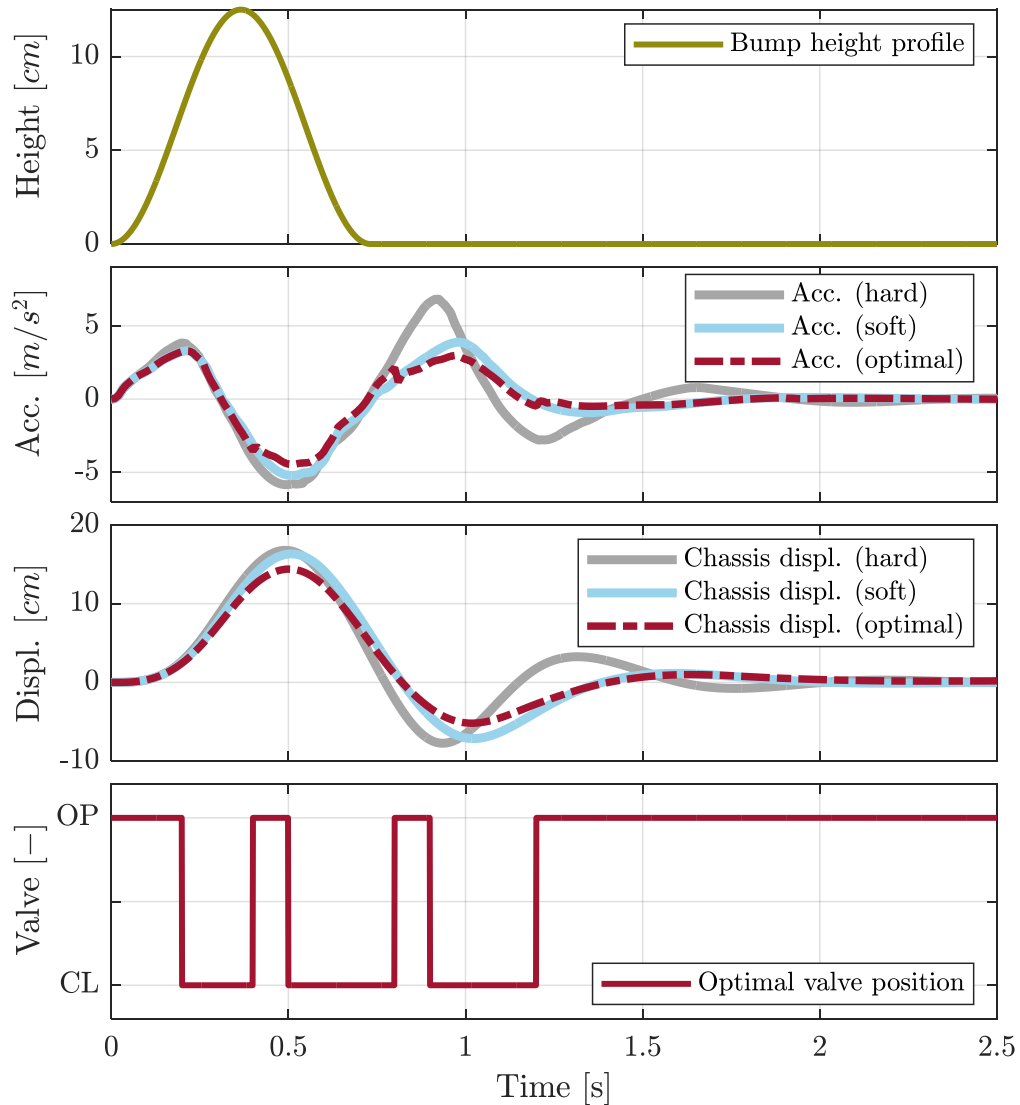 Height [cm]
10
5
0
Bump height profile
Acc. [m/s²]
5
0
-5
Acc. (hard)
Acc. (soft)
Acc. (optimal)
Displ. [cm]
20
10
0
-10
Chassis displ. (hard)
Chassis displ. (soft)
Chassis displ. (optimal)
Valve [−]
OP
CL
Optimal valve position
0 0.5 1 1.5 2 2.5
Time [s]